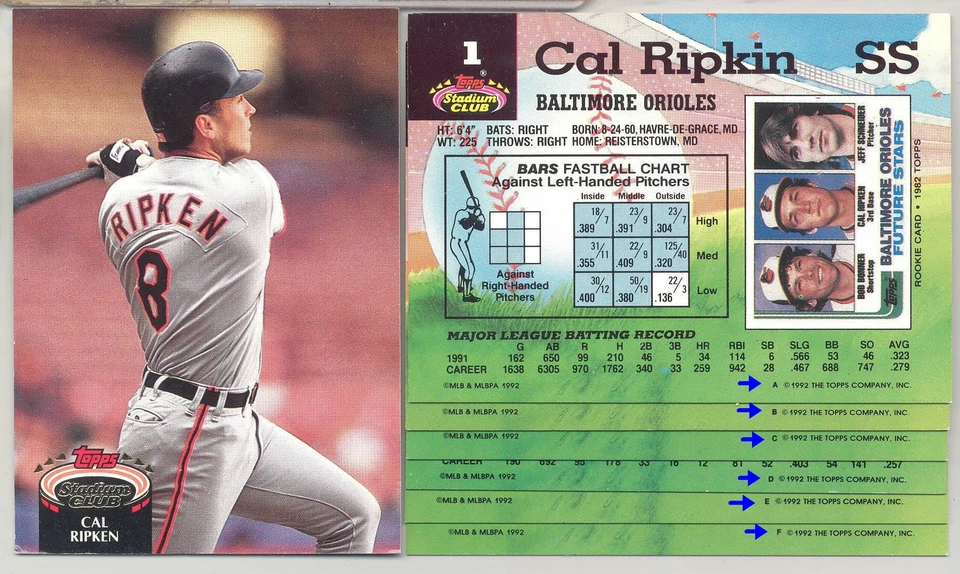 RIPKEN
8
Topps
Stadium
CLUB
CAL
RIPKEN
1
Topps®
Stadium
CLUB
Cal Ripkin SS
BALTIMORE ORIOLES
HT: 6'4" BATS: RIGHT BORN: 8-24-60, HAVRE-DE-GRACE, MD
WT: 225 THROWS: RIGHT HOME: REISTERSTOWN, MD
BARS FASTBALL CHART
Against Left-Handed Pitchers
Inside Middle Outside
18/7 .389 23/9 .391 23/7 .304 High
31/11 .355 22/9 .409 125/40 .320 Med
30/12 .400 50/19 .380 22/3 .136 Low
Against
Right-Handed
Pitchers
JEFF SCHNEIDER
Pitcher
CAL RIPKEN
3rd Base
BOB BONNER
Shortstop
BALTIMORE ORIOLES
FUTURE STARS
Topps
ROOKIE CARD • 1982 TOPPS
MAJOR LEAGUE BATTING RECORD
G AB R H 2B 3B HR RBI SB SLG BB SO AVG
1991 162 650 99 210 46 5 34 114 6 .566 53 46 .323
CAREER 1638 6305 970 1762 340 33 259 942 28 .467 688 747 .279
©MLB & MLBPA 1992 A ©1992 THE TOPPS COMPANY, INC.
©MLB & MLBPA 1992 B ©1992 THE TOPPS COMPANY, INC.
©MLB & MLBPA 1992 C ©1992 THE TOPPS COMPANY, INC.
CAREER 190 692 95 178 33 16 12 81 52 .403 54 141 .257
©MLB & MLBPA 1992 D ©1992 THE TOPPS COMPANY, INC.
©MLB & MLBPA 1992 E ©1992 THE TOPPS COMPANY, INC.
©MLB & MLBPA 1992 F ©1992 THE TOPPS COMPANY, INC.